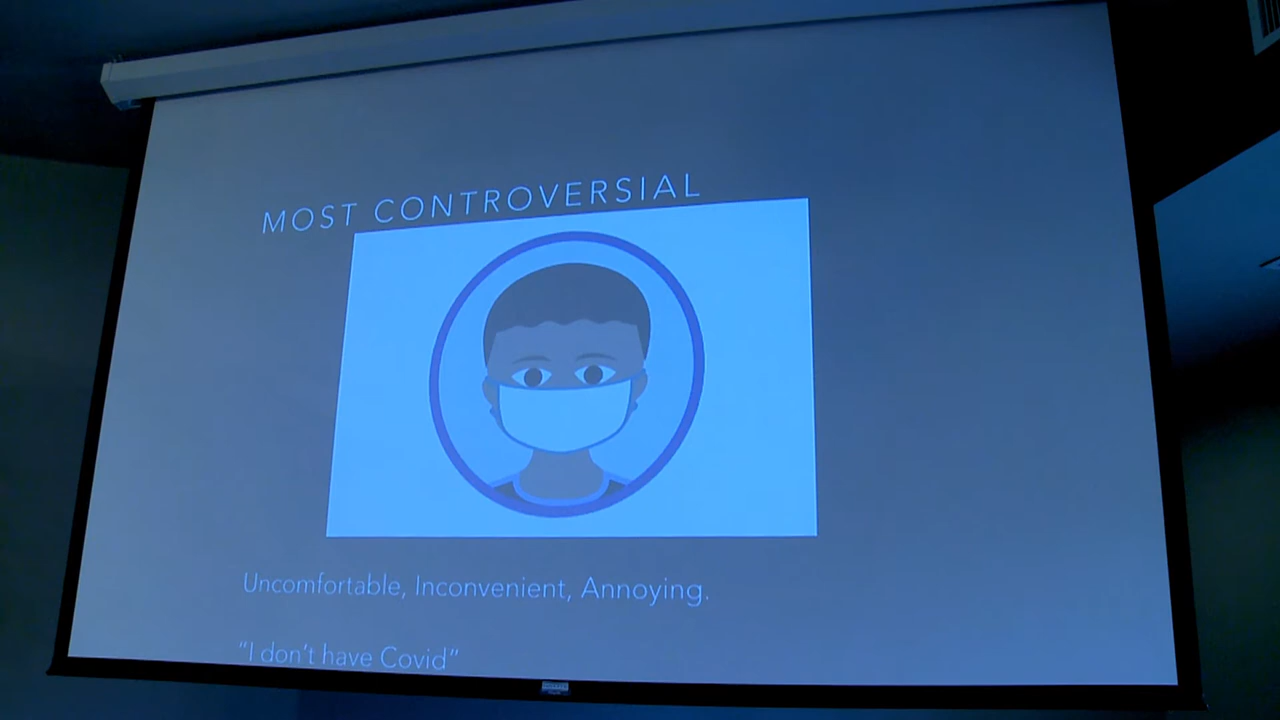 MOST CONTROVERSIAL
Uncomfortable, Inconvenient, Annoying.
“I don’t have Covid”